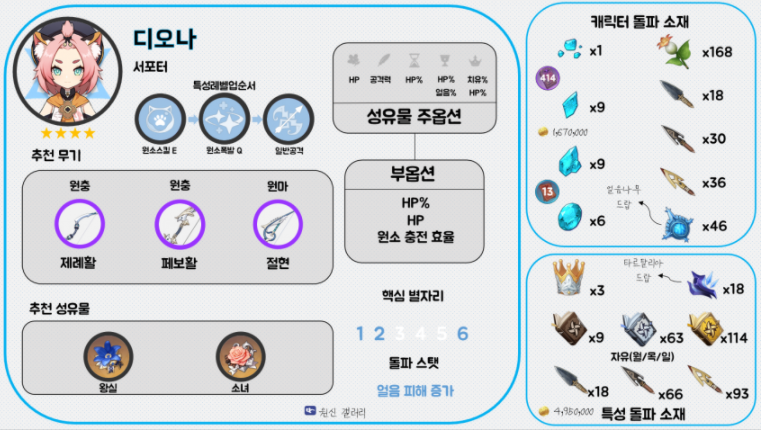 디오나
서포터
특성레벨업순서
원소스킬 E
원소폭발 Q
일반공격
추천 무기
원충
원충
원마
제례활
페보활
절현
추천 성유물
왕실
소녀
HP
공격력
HP%
HP%
치유%
얼음%
HP%
성유물 주옵션
부옵션
HP%
HP
원소 충전 효율
핵심 별자리
1 2 3 4 5 6
돌파 스탯
얼음 피해 증가
원신 갤러리
캐릭터 돌파 소재
x1
x168
414
x9
x18
x30
x9
x36
13
얼음나무
드랍
x6
x46
타르탈리아
드랍
x3
x18
x9
x63
x114
자유(월/목/일)
x18
x66
x93
4,950,000
특성 돌파 소재